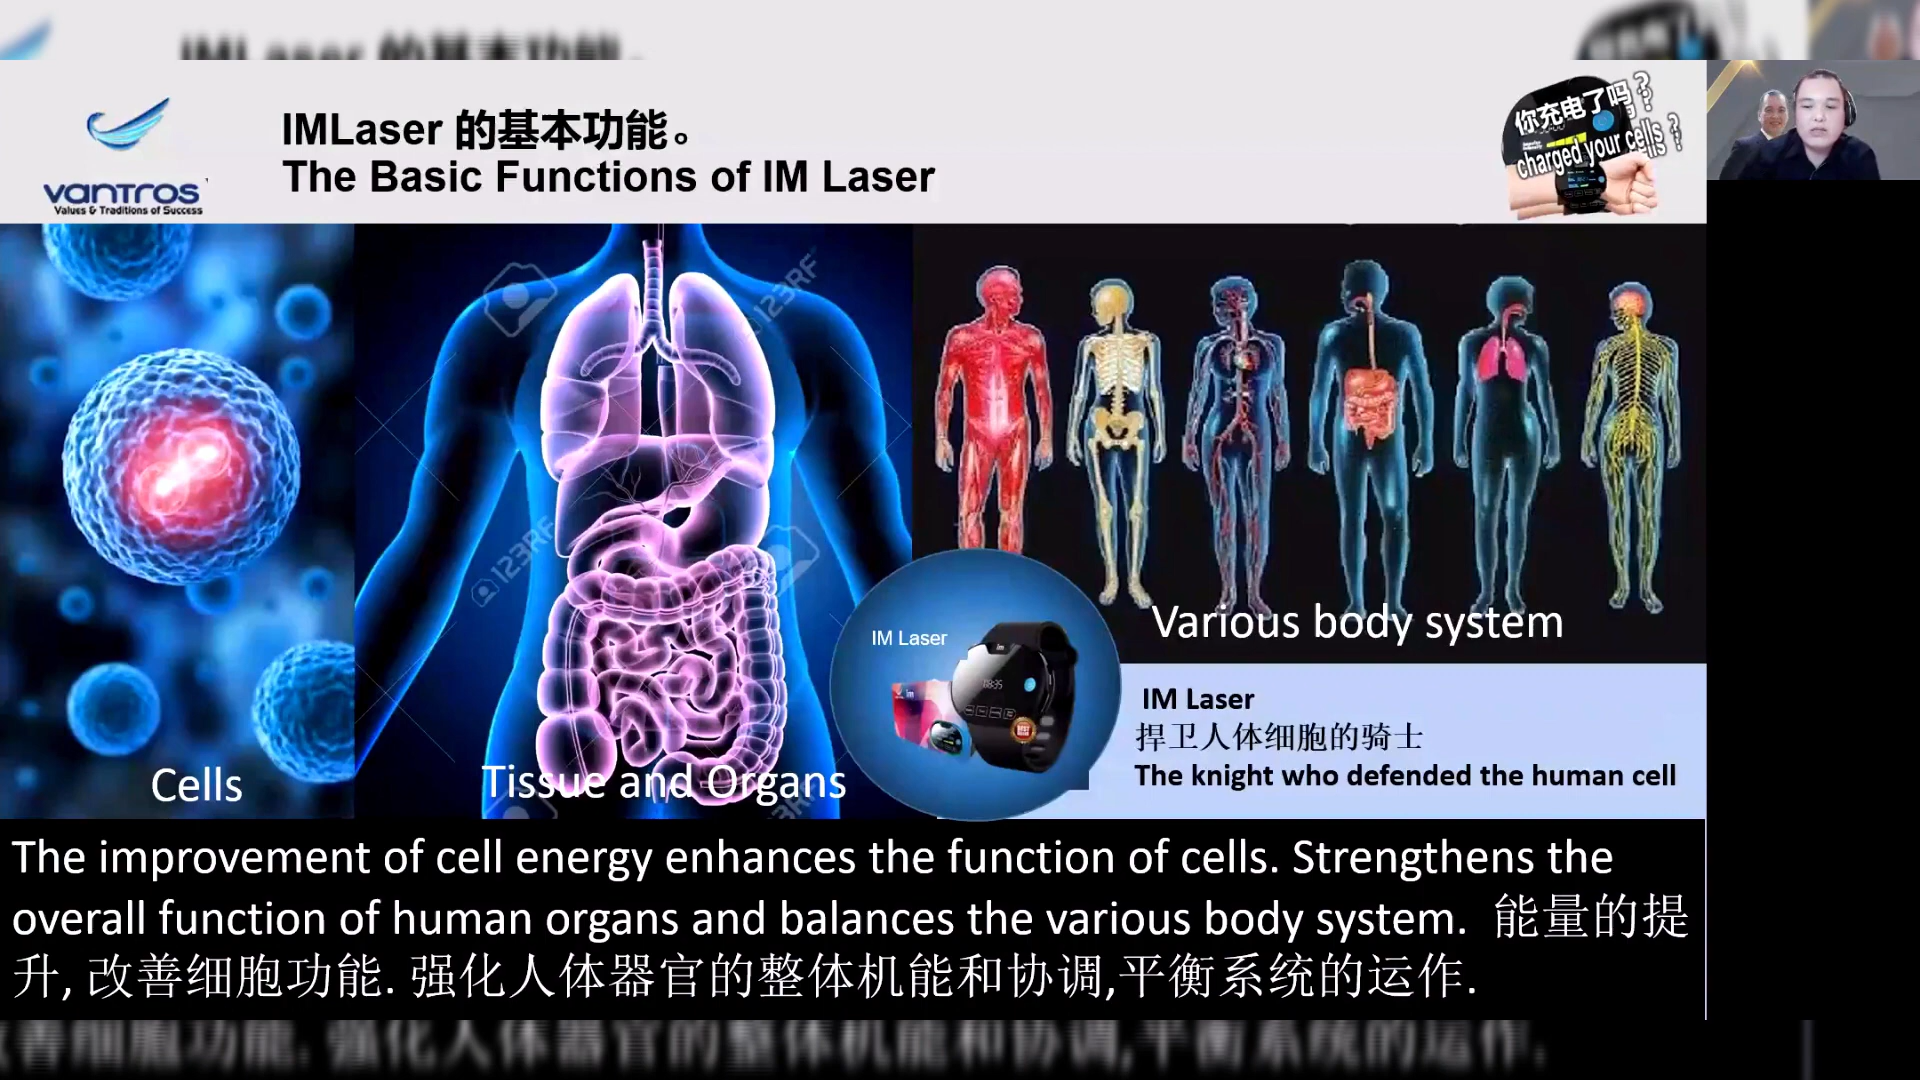 IMLaser 的基本功能。
The Basic Functions of IM Laser
vantros
Values & Traditions of Success
你充电了吗?
charged your cells?
Cells
Tissue and Organs
Various body system
IM Laser
08:35
IM Laser
捍卫人体细胞的骑士
The knight who defended the human cell
123RF
123RF
The improvement of cell energy enhances the function of cells. Strengthens the
overall function of human organs and balances the various body system. 能量的提
升, 改善细胞功能. 强化人体器官的整体机能和协调,平衡系统的运作.